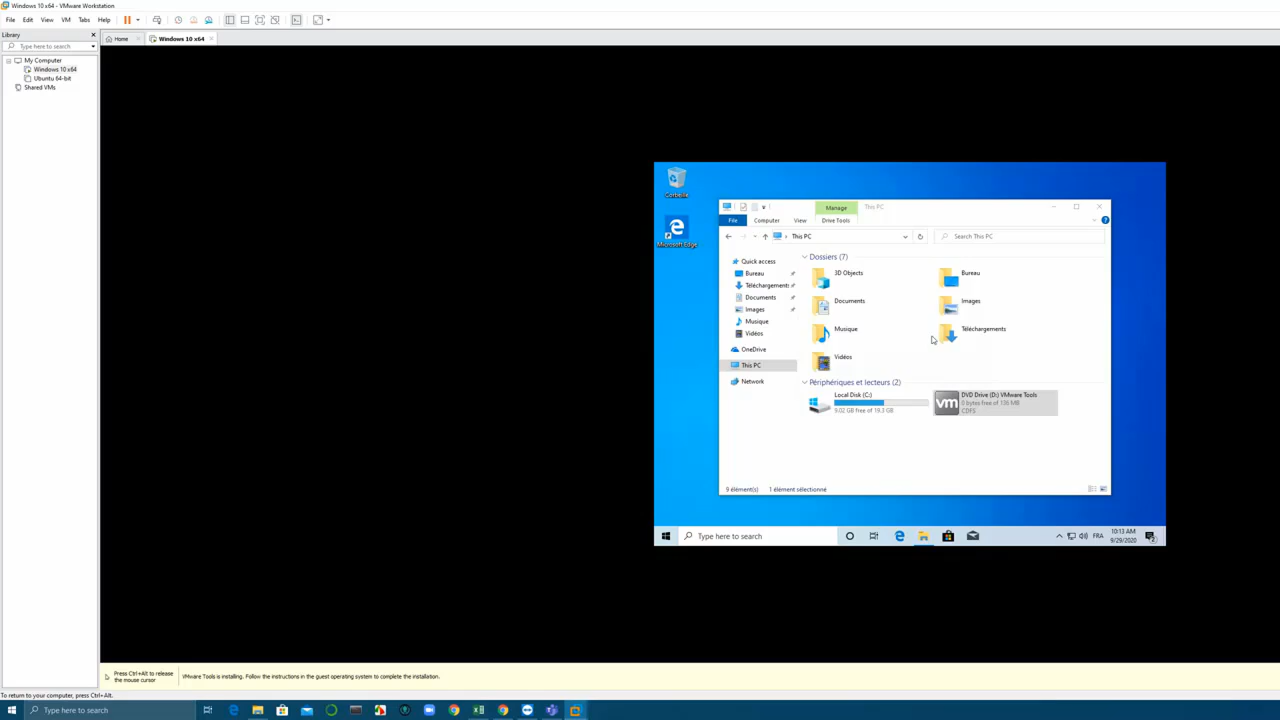 Windows 10 x64 - VMware Workstation
File Edit View VM Tabs Help
Library
Type here to search
Home
Windows 10 x64
My Computer
Windows 10 x64
Ubuntu 64-bit
Shared VMs
Corbeille
Microsoft Edge
Manage
This PC
File Computer View Drive Tools
This PC
Search This PC
Quick access
Bureau
Téléchargements
Documents
Images
Musique
Vidéos
OneDrive
This PC
Network
Dossiers (7)
3D Objects
Bureau
Documents
Images
Musique
Téléchargements
Vidéos
Périphériques et lecteurs (2)
Local Disk (C:)
9.02 GB free of 19.3 GB
DVD Drive (D:) VMware Tools
0 bytes free of 136 MB
CDFS
vm
9 élément(s) 1 élément sélectionné
Type here to search
FRA
10:13 AM
9/29/2020
Press Ctrl+Alt to release
the mouse cursor
VMware Tools is installing. Follow the instructions in the guest operating system to complete the installation.
To return to your computer, press Ctrl+Alt.
Type here to search